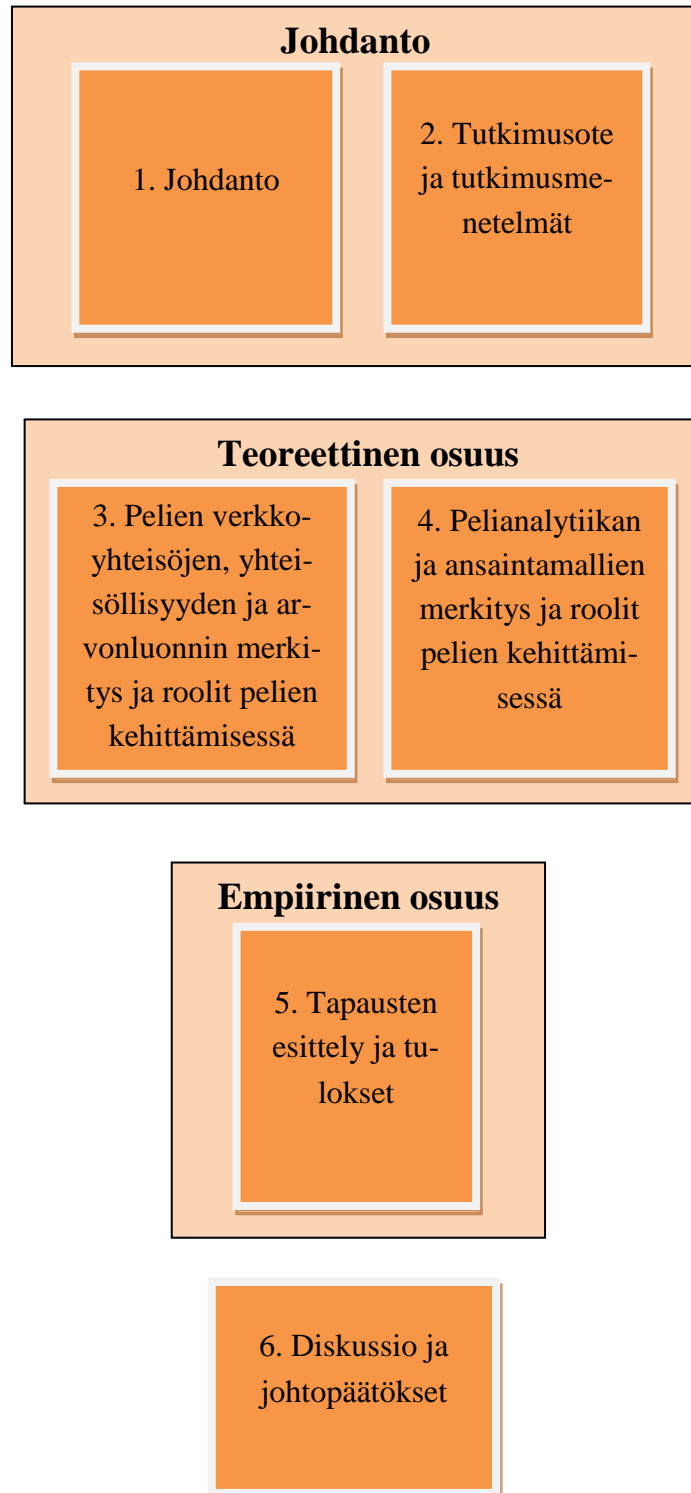 Johdanto
1. Johdanto
2. Tutkimusote
ja tutkimusme-
netelmät
Teoreettinen osuus
3. Pelien verkko-
yhteisöjen, yhtei-
söllisyyden ja ar-
vonluonnin merki-
tys ja roolit pelien
kehittämisessä
4. Pelianalytiikan
ja ansaintamallien
merkitys ja roolit
pelien kehittämi-
sessä
Empiirinen osuus
5. Tapausten
esittely ja tu-
lokset
6. Diskussio ja
johtopäätökset